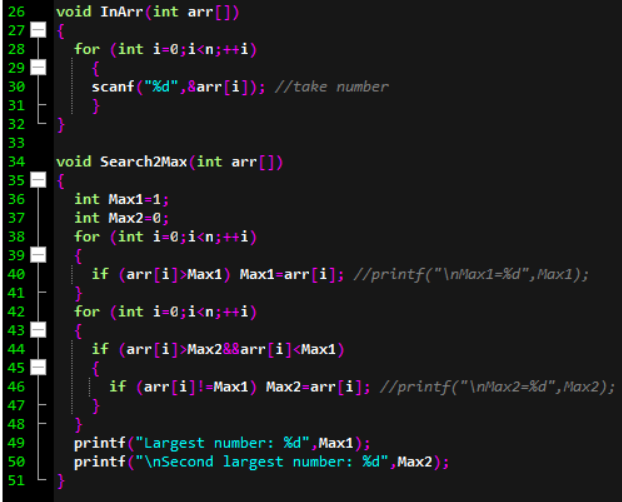 26 void InArr(int arr[])
27 {
28 for (int i=0;i<n;++i)
29 {
30 scanf("%d",&arr[i]); //take number
31 }
32 }
33
34 void Search2Max(int arr[])
35 {
36 int Max1=1;
37 int Max2=0;
38 for (int i=0;i<n;++i)
39 {
40 if (arr[i]>Max1) Max1=arr[i]; //printf("\nMax1=%d",Max1);
41 }
42 for (int i=0;i<n;++i)
43 {
44 if (arr[i]>Max2&&arr[i]<Max1)
45 {
46 if (arr[i]!=Max1) Max2=arr[i]; //printf("\nMax2=%d",Max2);
47 }
48 }
49 printf("Largest number: %d",Max1);
50 printf("\nSecond largest number: %d",Max2);
51 }